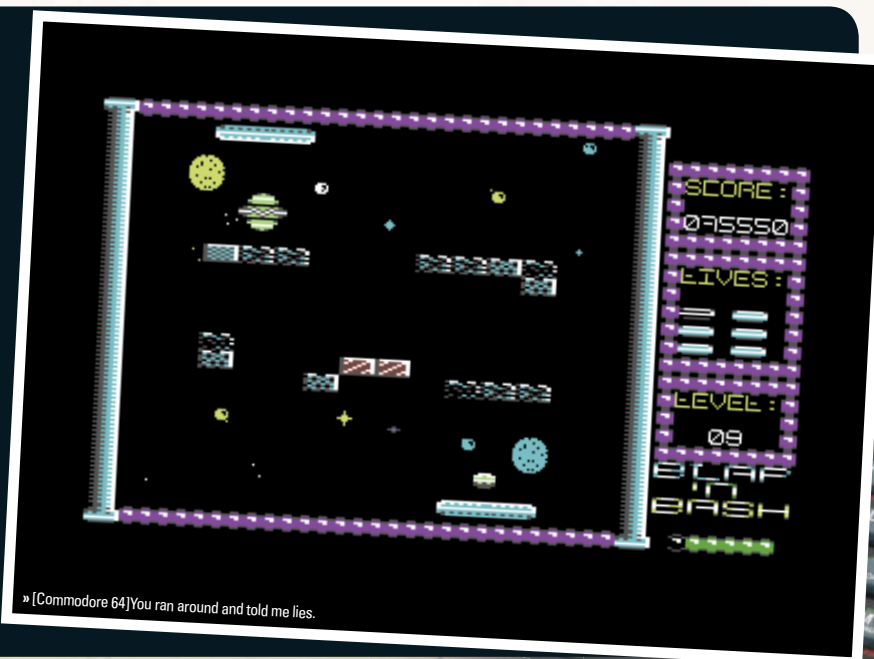 SCORE:
075550
LIVES:
LEVEL:
09
BLAP
'N
BASH
» [Commodore 64]You ran around and told me lies.